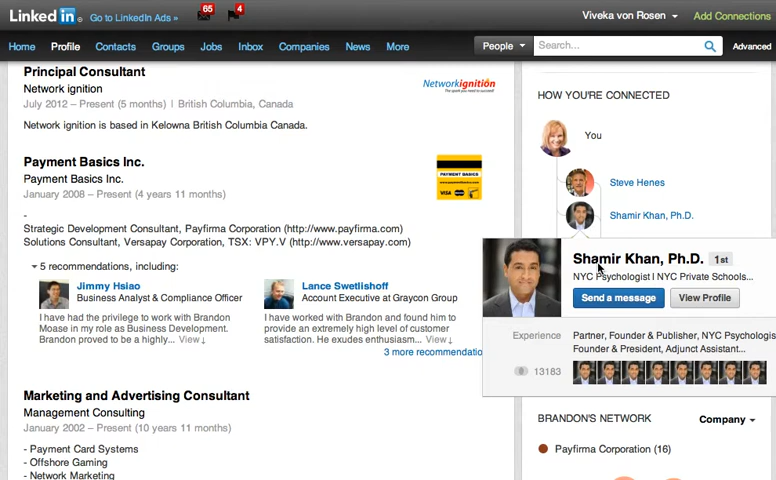 Linked in
Go to LinkedIn Ads »
65
4
Viveka von Rosen
Add Connections
Home
Profile
Contacts
Groups
Jobs
Inbox
Companies
News
More
People
Search...
Advanced
Principal Consultant
Network ignition
July 2012 – Present (5 months) | British Columbia, Canada
Network ignition is based in Kelowna British Columbia Canada.
Networkignition
Payment Basics Inc.
Payment Basics Inc.
January 2008 – Present (4 years 11 months)
PAYMENT BASICS
VISA
-
Strategic Development Consultant, Payfirma Corporation (http://www.payfirma.com)
Solutions Consultant, Versapay Corporation, TSX: VPY.V (http://www.versapay.com)
5 recommendations, including:
Jimmy Hsiao
Business Analyst & Compliance Officer
I have had the privilege to work with Brandon
Moase in my role as Business Development.
Brandon proved to be a highly... View↓
Lance Swetlishoff
Account Executive at Graycon Group
I have worked with Brandon and found him to
provide an extremely high level of customer
satisfaction. He exudes enthusiasm... View↓
3 more recommendatio
Marketing and Advertising Consultant
Management Consulting
January 2002 – Present (10 years 11 months)
- Payment Card Systems
- Offshore Gaming
- Network Marketing
HOW YOU'RE CONNECTED
You
Steve Henes
Shamir Khan, Ph.D.
Shamir Khan, Ph.D. 1st
NYC Psychologist I NYC Private Schools...
Send a message
View Profile
Experience
Partner, Founder & Publisher, NYC Psychologis
Founder & President, Adjunct Assistant...
13183
BRANDON'S NETWORK
Company
Payfirma Corporation (16)